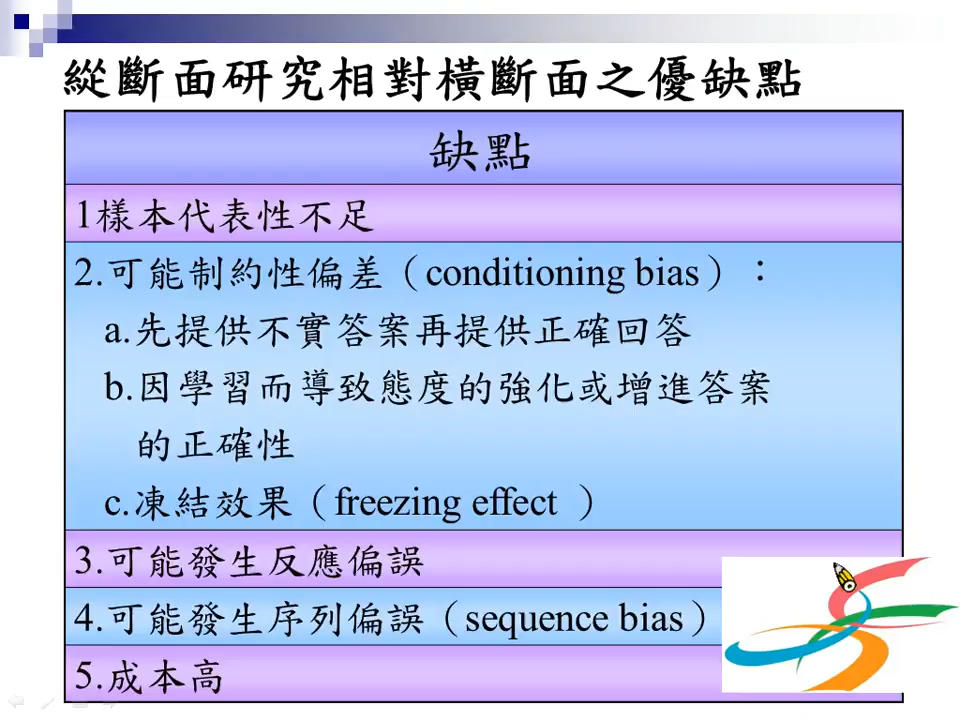 縱斷面研究相對橫斷面之優缺點
缺點
1樣本代表性不足
2.可能制約性偏差（conditioning bias）：
a.先提供不實答案再提供正確回答
b.因學習而導致態度的強化或增進答案
的正確性
c.凍結效果（freezing effect ）
3.可能發生反應偏誤
4.可能發生序列偏誤（sequence bias）
5.成本高